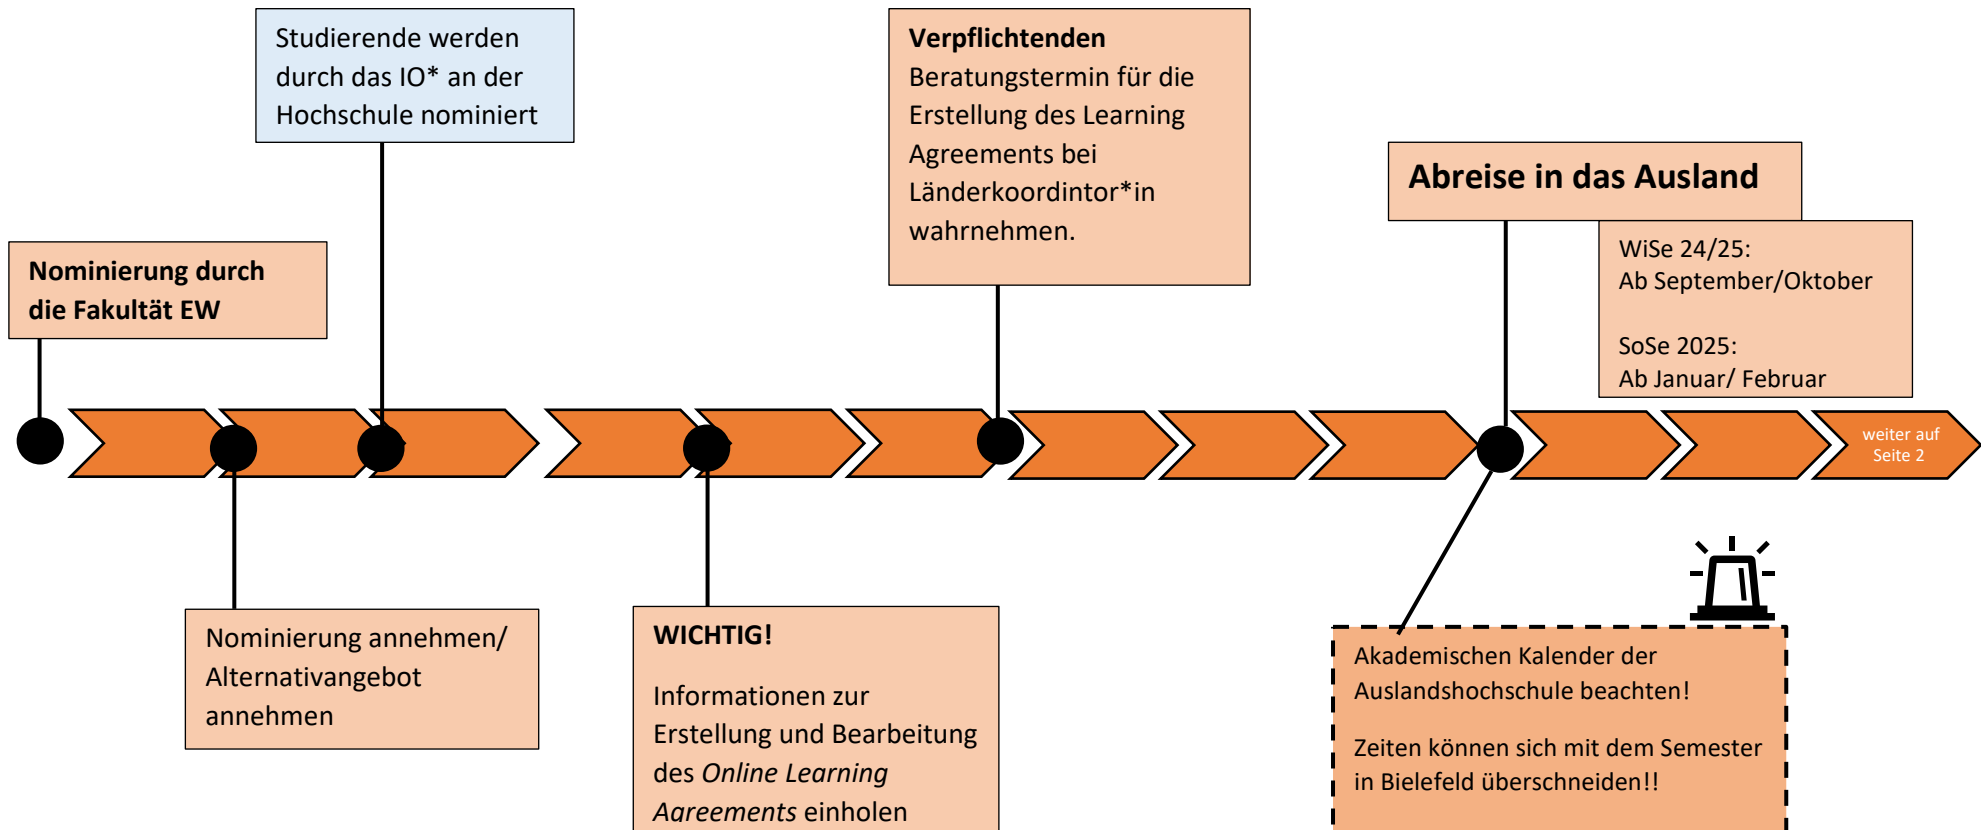 Studierende werden
durch das IO* an der
Hochschule nominiert
Verpflichtenden
Beratungstermin für die
Erstellung des Learning
Agreements bei
Länderkoordintor*in
wahrnehmen.
Abreise in das Ausland
WiSe 24/25:
Ab September/Oktober
SoSe 2025:
Ab Januar/ Februar
Nominierung durch
die Fakultät EW
weiter auf
Seite 2
Nominierung annehmen/
Alternativangebot
annehmen
WICHTIG!
Informationen zur
Erstellung und Bearbeitung
des Online Learning
Agreements einholen
Akademischen Kalender der
Auslandshochschule beachten!
Zeiten können sich mit dem Semester
in Bielefeld überschneiden!!